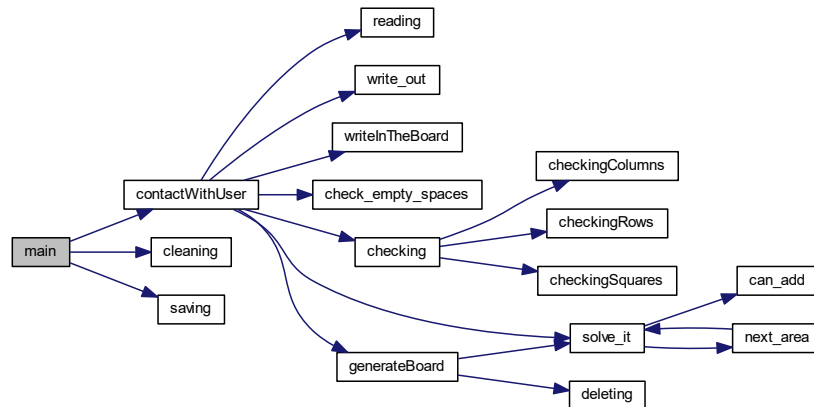 reading
write_out
writeInTheBoard
checkingColumns
contactWithUser
check_empty_spaces
checkingRows
main
cleaning
checking
checkingSquares
can_add
saving
solve_it
next_area
generateBoard
deleting